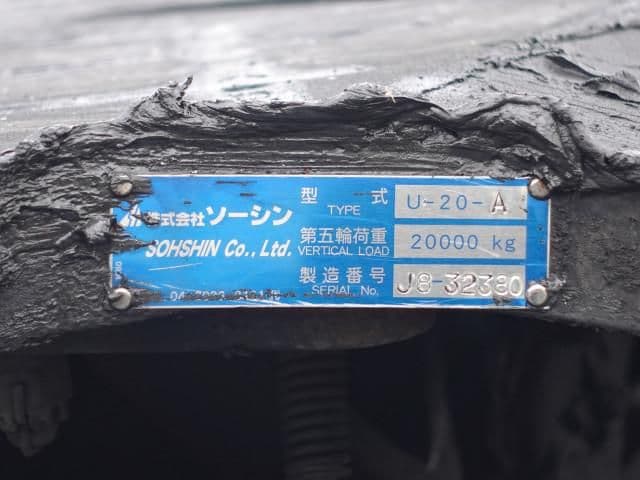 株式会社ソーシン
SOHSHIN Co., Ltd.
型 式 U-20-A
TYPE
第五輪荷重 20000 kg
VERTICAL LOAD
製造番号 J8-32380
SERIAL No.